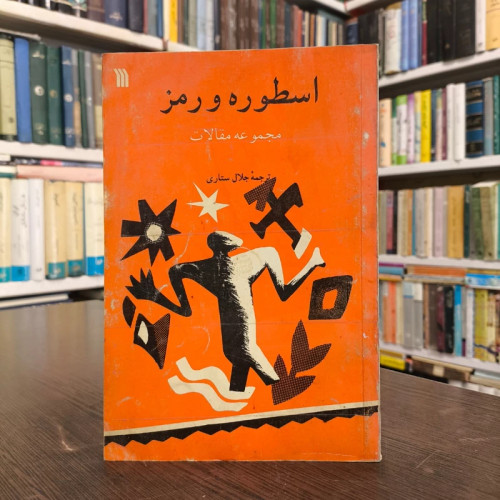 اسطوره و رمز
مجموعه مقالات
ترجمهٔ جلال ستاری